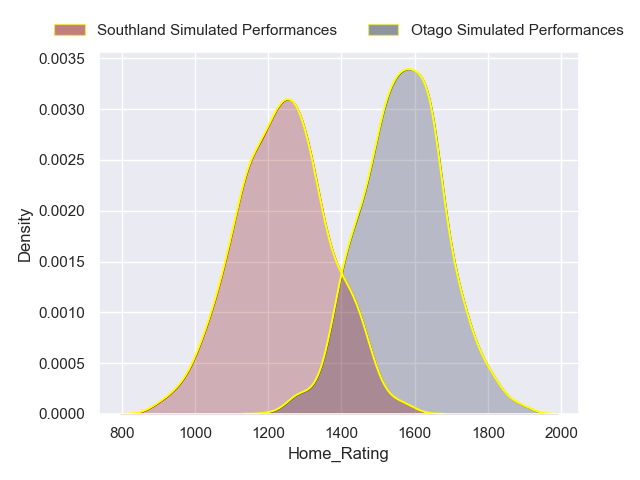 Southland Simulated Performances Otago Simulated Performances
0.0035
0.0030
0.0025
0.0020
0.0015
0.0010
0.0005
0.0000
Density
800 1000 1200 1400 1600 1800 2000
Home_Rating